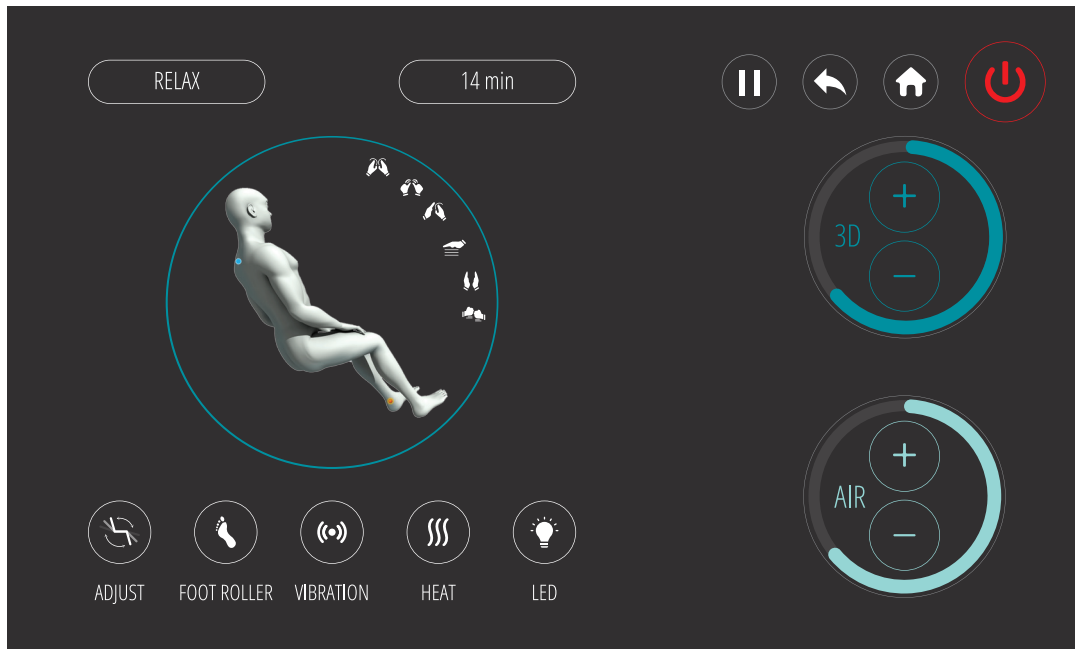 RELAX
14 min
3D
AIR
ADJUST
FOOT ROLLER
VIBRATION
HEAT
LED